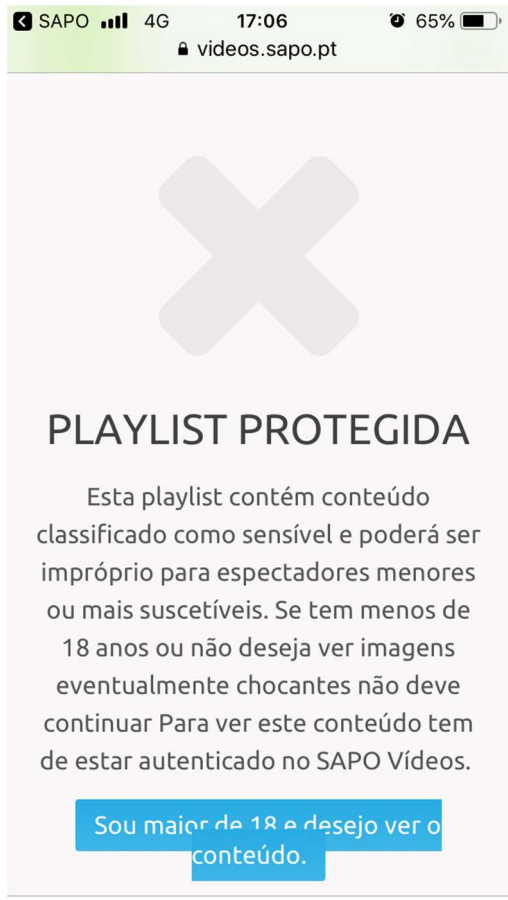 SAPO 4G 17:06 65%
videos.sapo.pt
PLAYLIST PROTEGIDA
Esta playlist contém conteúdo
classificado como sensível e poderá ser
impróprio para espectadores menores
ou mais suscetíveis. Se tem menos de
18 anos ou não deseja ver imagens
eventualmente chocantes não deve
continuar Para ver este conteúdo tem
de estar autenticado no SAPO Vídeos.
Sou maior de 18 e desejo ver o
conteúdo.